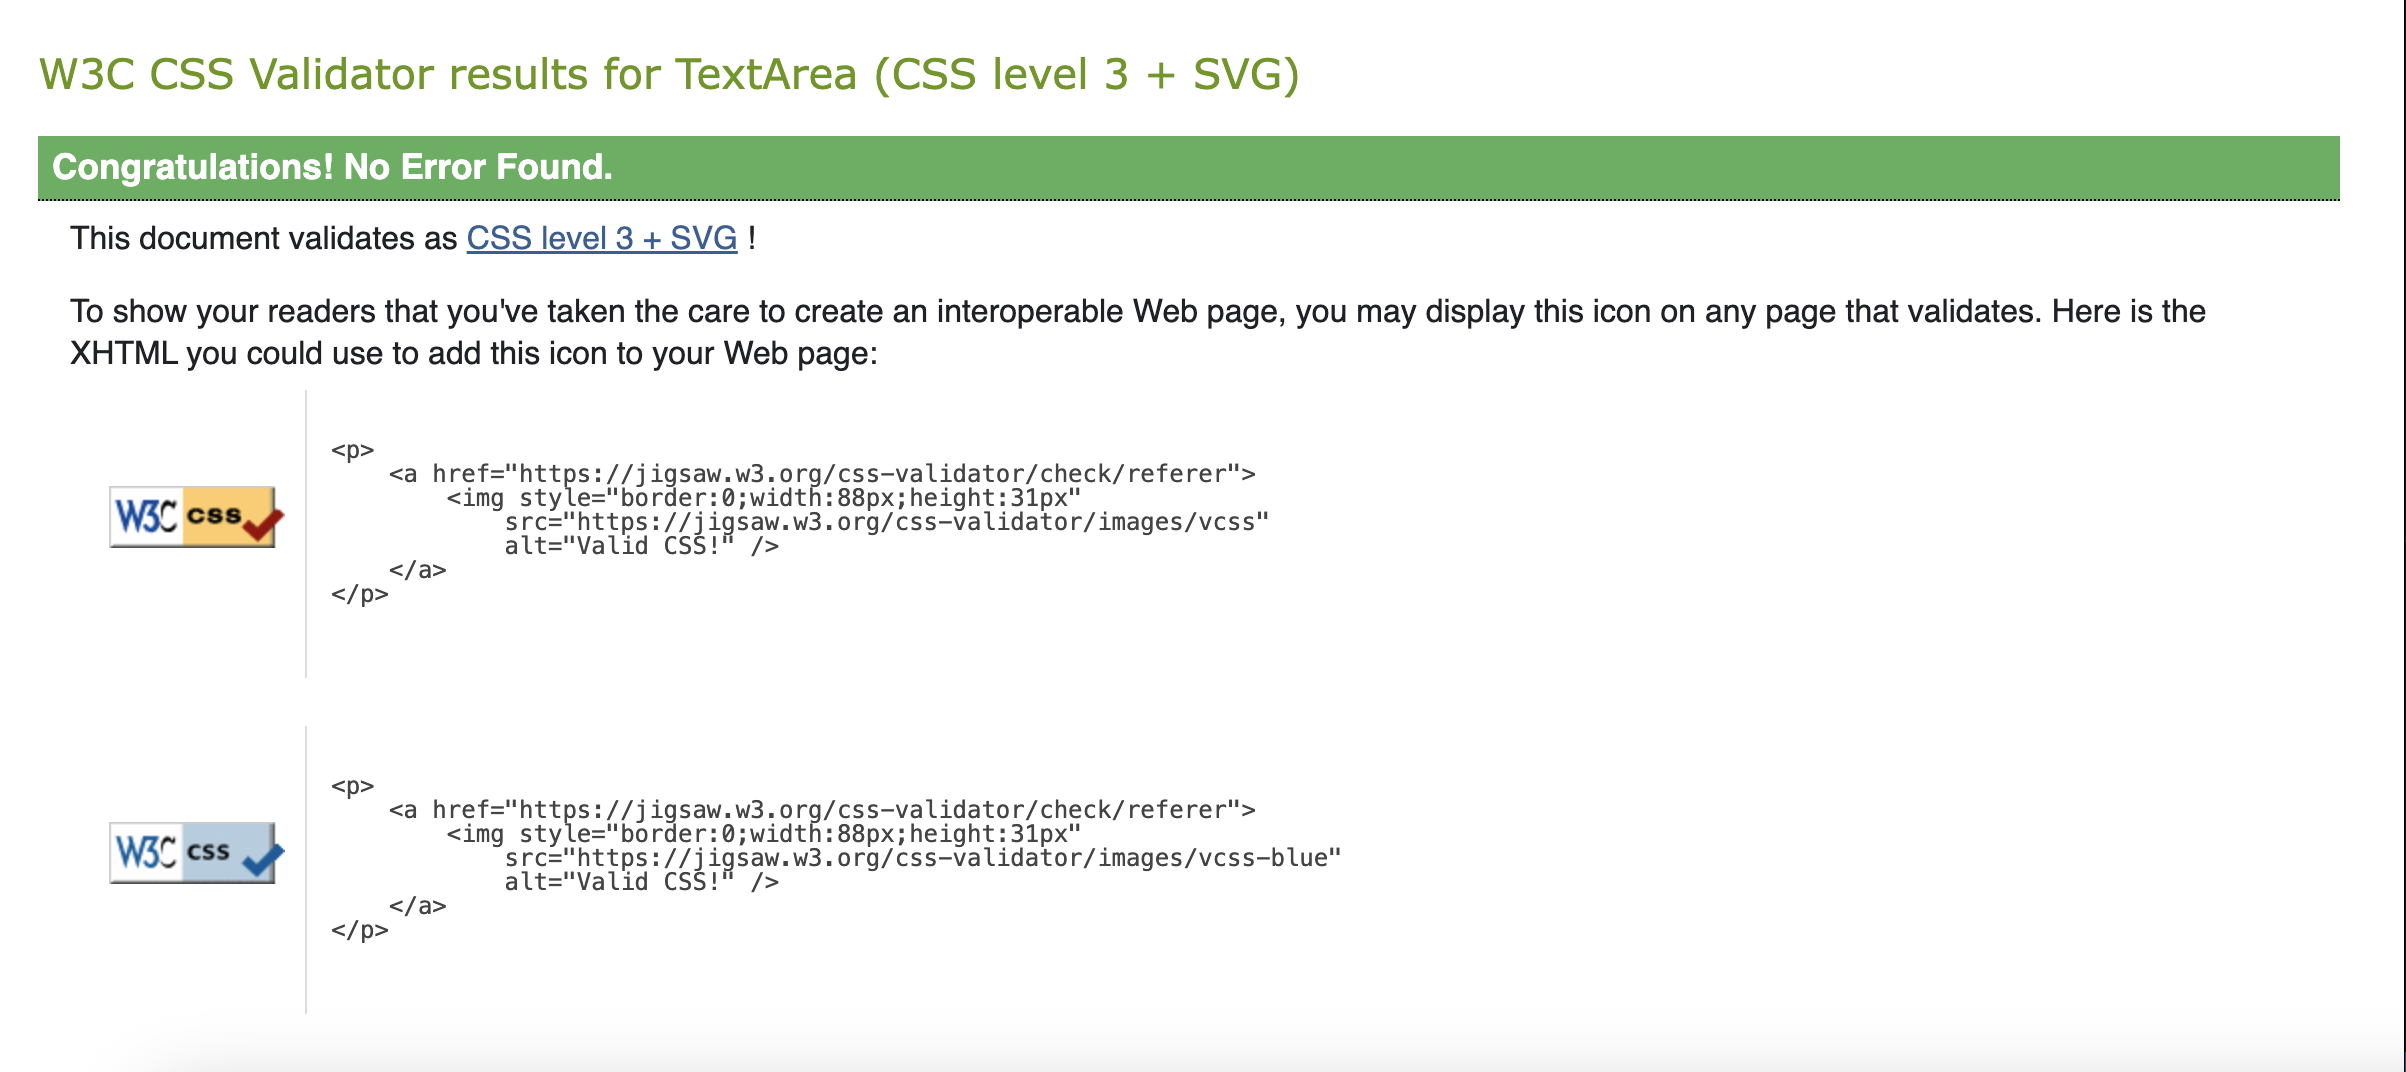 W3C CSS Validator results for TextArea (CSS level 3 + SVG)
Congratulations! No Error Found.
This document validates as CSS level 3 + SVG !
To show your readers that you've taken the care to create an interoperable Web page, you may display this icon on any page that validates. Here is the
XHTML you could use to add this icon to your Web page:
W3C css
<p>
<a href="https://jigsaw.w3.org/css-validator/check/referer">
<img style="border:0;width:88px;height:31px"
src="https://jigsaw.w3.org/css-validator/images/vcss"
alt="Valid CSS!" />
</a>
</p>
W3C css
<p>
<a href="https://jigsaw.w3.org/css-validator/check/referer">
<img style="border:0;width:88px;height:31px"
src="https://jigsaw.w3.org/css-validator/images/vcss-blue"
alt="Valid CSS!" />
</a>
</p>